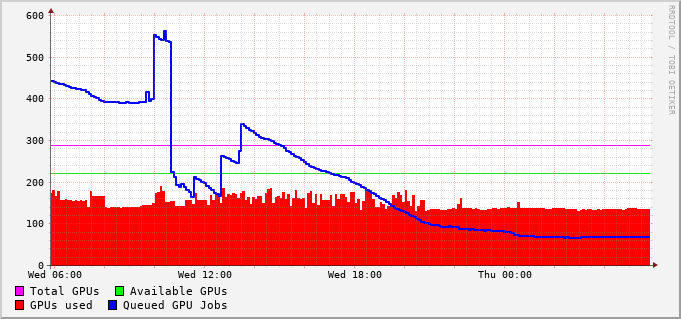 600
500
400
300
200
100
0
Wed 06:00 Wed 12:00 Wed 18:00 Thu 00:00
Total GPUs Available GPUs
GPUs used Queued GPU Jobs
RRDTOOL / TOBI OETIKER